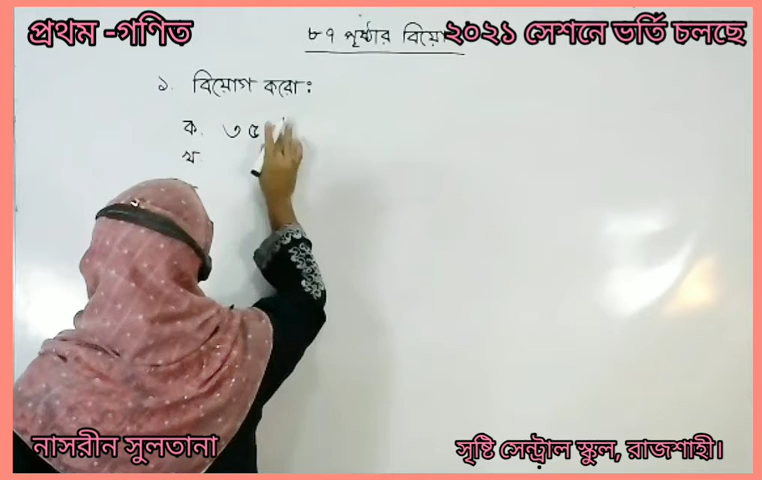 প্রথম -গণিত
৮৭ পৃষ্ঠার
২০২১ সেশনে ভর্তি চলছে
১. বিয়োগ করো:
ক. ৩৫
খ.
নাসরীন সুলতানা
সৃষ্টি সেন্ট্রাল স্কুল, রাজশাহী।